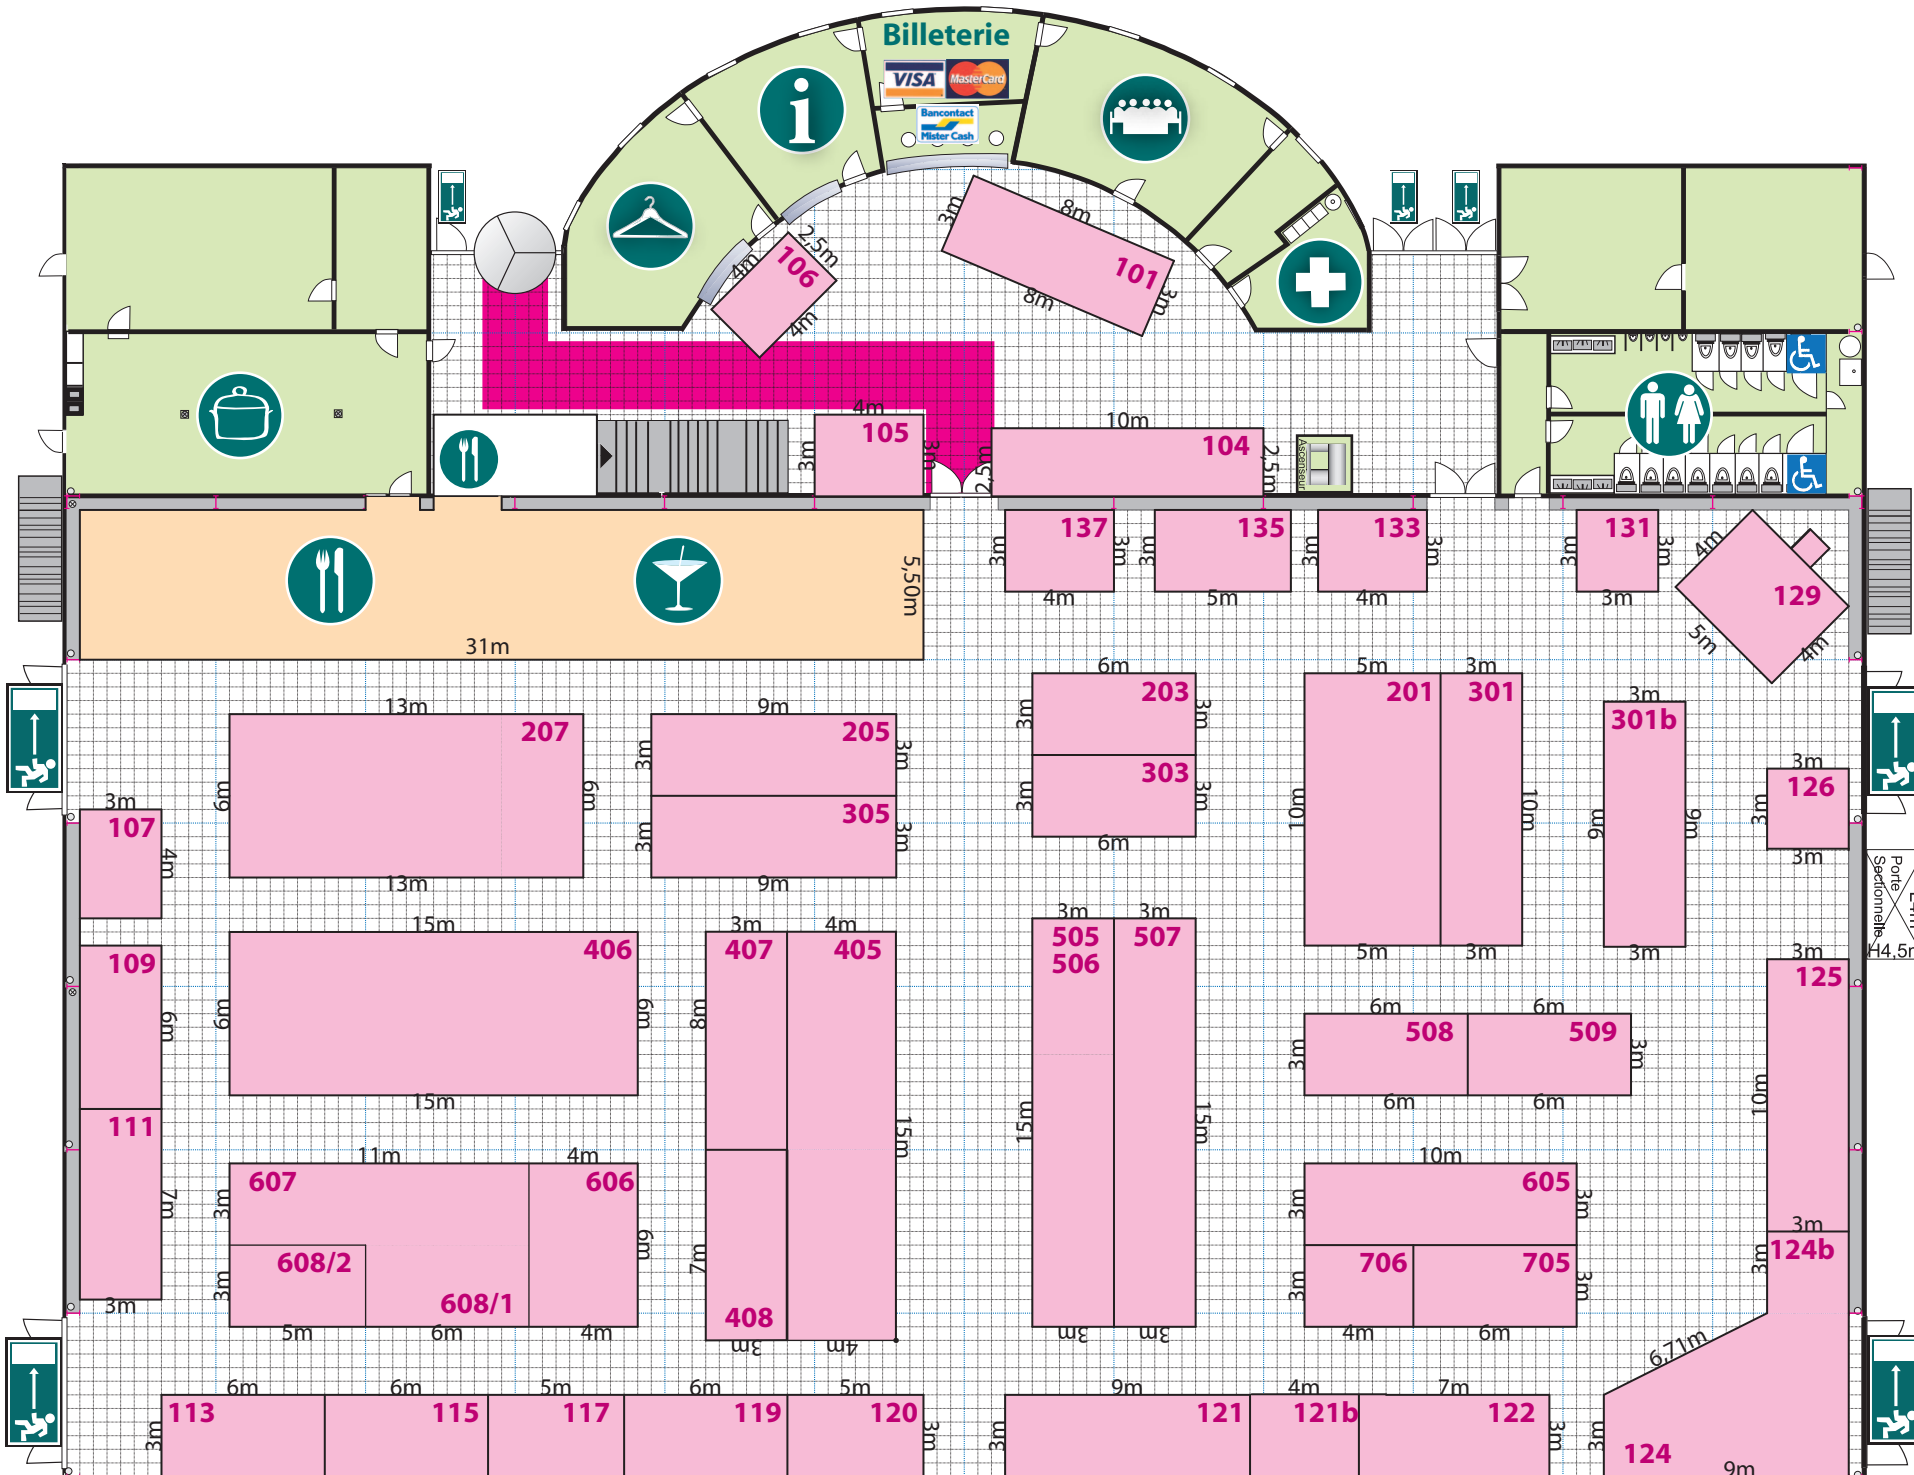 Billeterie
VISA
MasterCard
Bancontact
Mister Cash
3m
8m
101
8m
3m
2,5m
4m
106
4m
4m
105
3m
3m
10m
104
2,5m
2,5m
Ascenseur
5,50m
31m
137
3m
3m
4m
135
3m
5m
133
3m
3m
4m
131
3m
3m
3m
4m
129
5m
4m
13m
207
6m
6m
13m
9m
205
3m
3m
305
3m
3m
9m
6m
203
3m
3m
303
3m
3m
6m
5m
3m
201
301
10m
10m
5m
3m
3m
301b
9m
9m
3m
3m
126
3m
3m
Porte
Sectionnelle
H4,5m
3m
107
4m
109
6m
111
7m
3m
15m
406
6m
6m
15m
3m
4m
407
405
8m
15m
7m
408
3m
4m
3m
3m
505
507
506
15m
15m
3m
3m
6m
6m
508
509
3m
3m
6m
6m
3m
125
10m
3m
124b
3m
11m
4m
607
606
3m
6m
608/2
608/1
3m
5m
6m
4m
10m
605
3m
3m
706
705
3m
3m
4m
6m
6,71m
6m
6m
5m
6m
5m
113
115
117
119
120
3m
3m
9m
4m
7m
121
121b
122
3m
3m
3m
124
9m